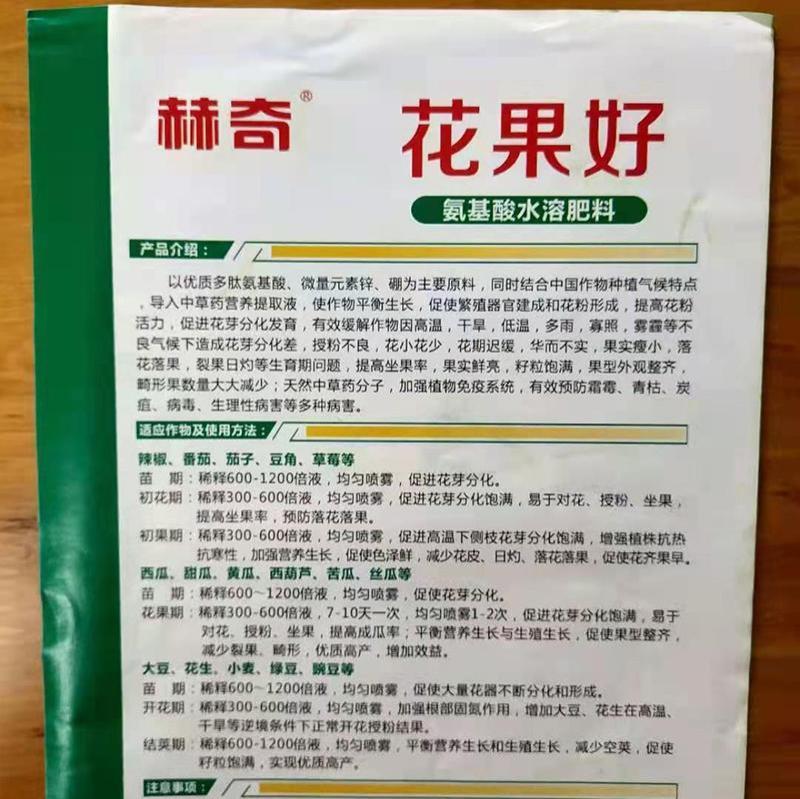 赫奇®
花果好
氨基酸水溶肥料
产品介绍：
以优质多肽氨基酸、微量元素锌、硼为主要原料，同时结合中国作物种植气候特点
，导入中草药营养提取液，使作物平衡生长，促使繁殖器官建成和花粉形成，提高花粉
活力，促进花芽分化发育，有效缓解作物因高温，干旱，低温，多雨，寡照，雾霾等不
良气候下造成花芽分化差，授粉不良，花小花少，花期迟缓，华而不实，果实瘦小，落
花落果，裂果日灼等生育期问题，提高坐果率，果实鲜亮，籽粒饱满，果型外观整齐，
畸形果数量大大减少；天然中草药分子，加强植物免疫系统，有效预防霜霉、青枯、炭
疽、病毒、生理性病害等多种病害。
适应作物及使用方法：
辣椒、番茄、茄子、豆角、草莓等
苗 期：稀释600-1200倍液，均匀喷雾，促进花芽分化。
初花期：稀释300-600倍液，均匀喷雾，促进花芽分化饱满，易于对花、授粉、坐果，
提高坐果率，预防落花落果。
初果期：稀释300-600倍液，均匀喷雾，促进高温下侧枝花芽分化饱满，增强植株抗热
抗寒性，加强营养生长，促使色泽鲜，减少花皮、日灼、落花落果，促使花齐果早。
西瓜、甜瓜、黄瓜、西葫芦、苦瓜、丝瓜等
苗 期：稀释600~1200倍液，均匀喷雾，促使花芽分化。
花果期：稀释300-600倍液，7-10天一次，均匀喷雾1-2次，促进花芽分化饱满，易于
对花、授粉、坐果，提高成瓜率；平衡营养生长与生殖生长，促使果型整齐，
减少裂果、畸形，优质高产，增加效益。
大豆、花生、小麦、绿豆、豌豆等
苗 期：稀释600~1200倍液，均匀喷雾，促使大量花器不断分化和形成。
开花期：稀释300-600倍液，均匀喷雾，加强根部固氮作用，增加大豆、花生在高温、
干旱等逆境条件下正常开花授粉结果。
结荚期：稀释600-1200倍液，均匀喷雾，平衡营养生长和生殖生长，减少空荚，促使
籽粒饱满，实现优质高产。
注意事项：